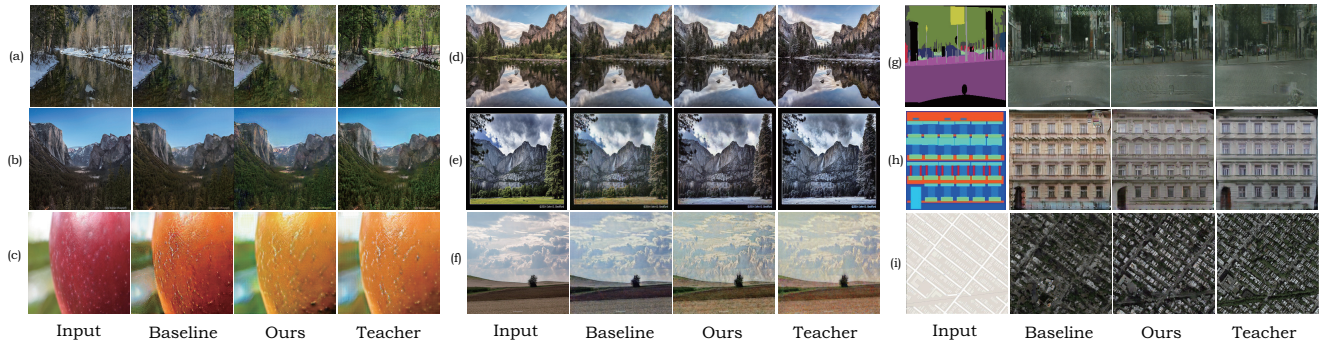 (a)
(b)
(c)
Input Baseline Ours Teacher
(d)
(e)
(f)
Input Baseline Ours Teacher
(g)
(h)
(i)
Input Baseline Ours Teacher